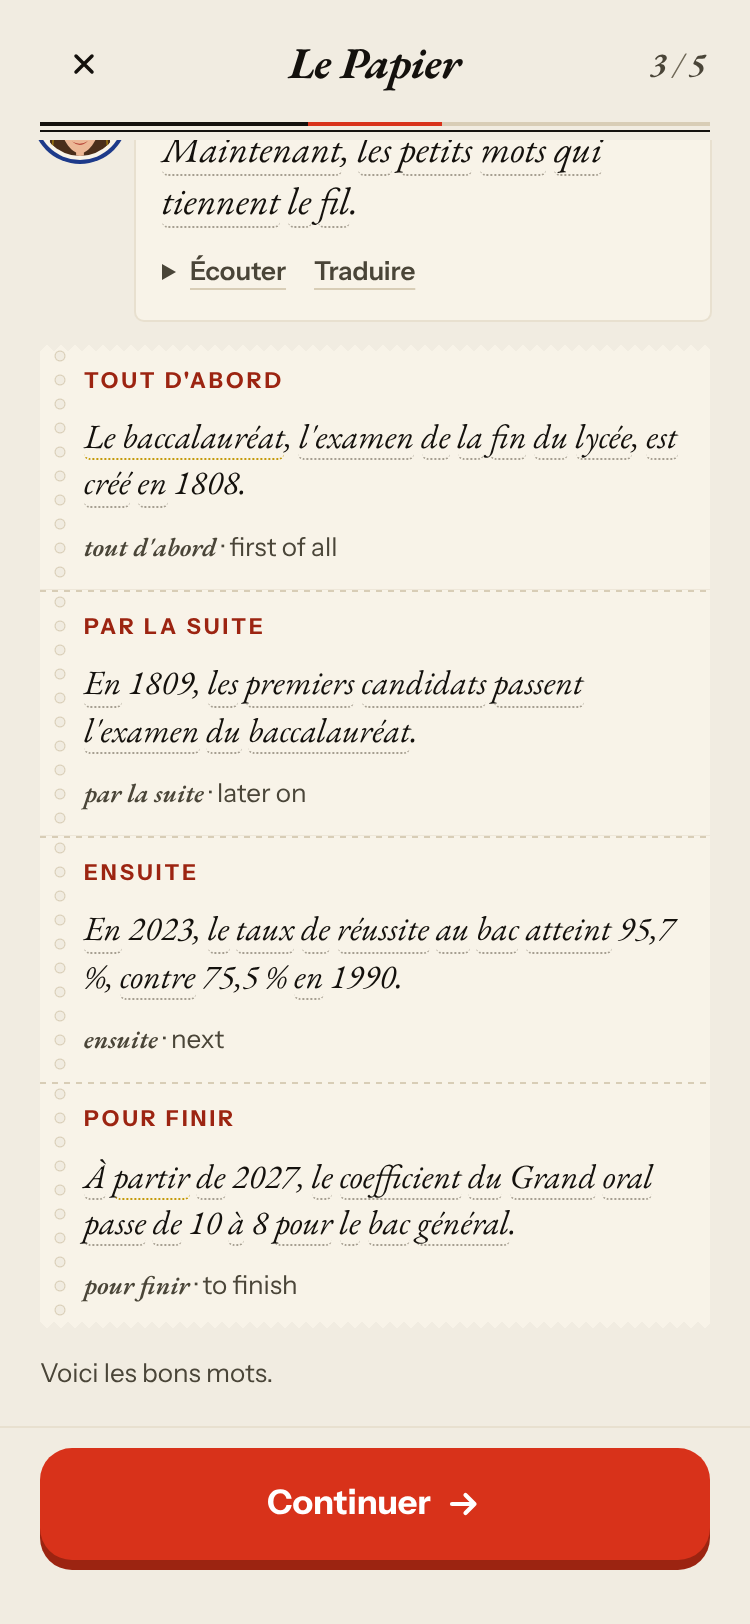 Le Papier
3 / 5
Maintenant, les petits mots qui
tiennent le fil.
Écouter Traduire
TOUT D'ABORD
Le baccalauréat, l'examen de la fin du lycée, est
créé en 1808.
tout d'abord · first of all
PAR LA SUITE
En 1809, les premiers candidats passent
l'examen du baccalauréat.
par la suite · later on
ENSUITE
En 2023, le taux de réussite au bac atteint 95,7
%, contre 75,5 % en 1990.
ensuite · next
POUR FINIR
À partir de 2027, le coefficient du Grand oral
passe de 10 à 8 pour le bac général.
pour finir · to finish
Voici les bons mots.
Continuer →